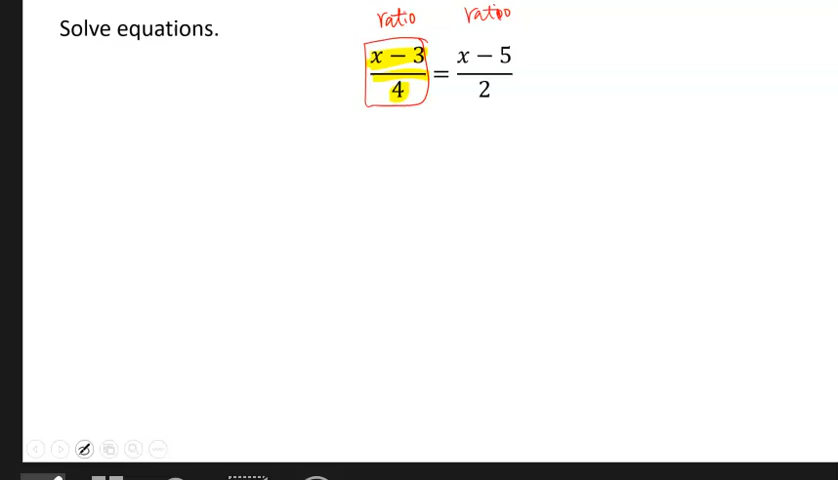 ratio ratio
Solve equations.
x − 3 = x − 5
4 2